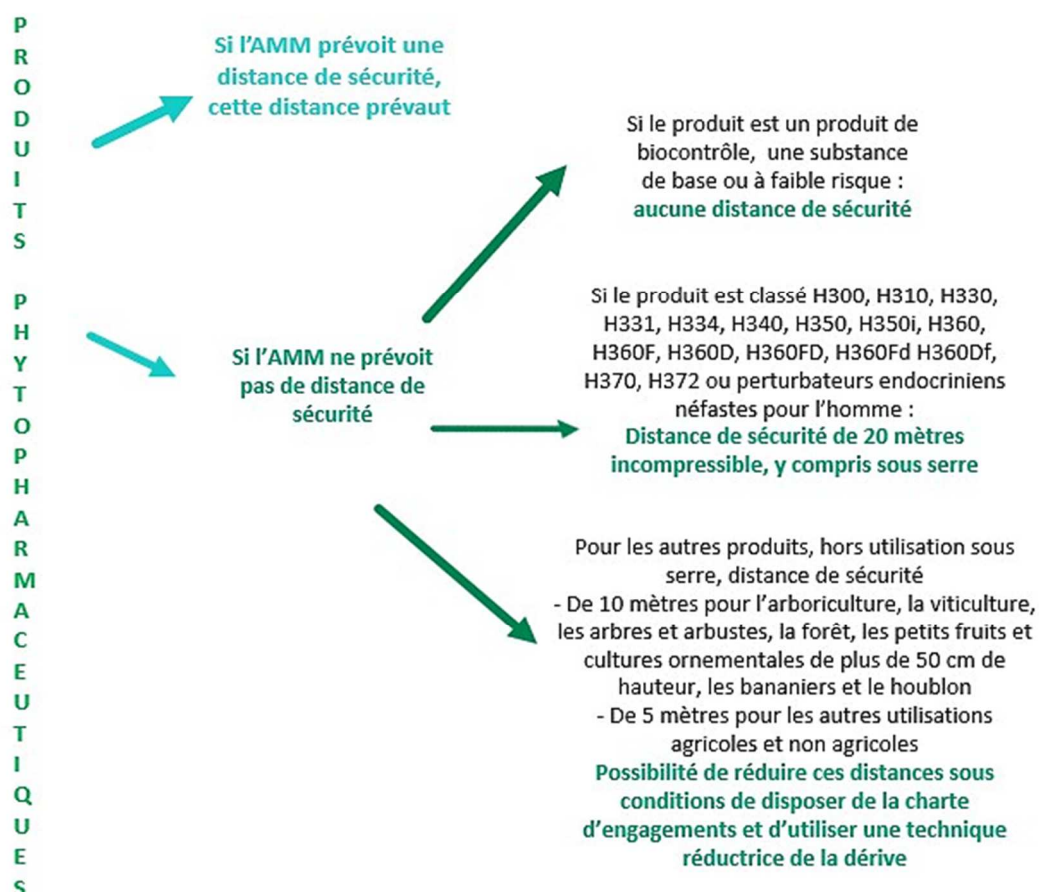 PRODUITS PHYTOPHARMACEUTIQUES
Si l’AMM prévoit une
distance de sécurité,
cette distance prévaut
Si l’AMM ne prévoit
pas de distance de
sécurité
Si le produit est un produit de
biocontrôle, une substance
de base ou à faible risque :
aucune distance de sécurité
Si le produit est classé H300, H310, H330,
H331, H334, H340, H350, H350i, H360,
H360F, H360D, H360FD, H360Fd H360Df,
H370, H372 ou perturbateurs endocriniens
néfastes pour l’homme :
Distance de sécurité de 20 mètres
incompressible, y compris sous serre
Pour les autres produits, hors utilisation sous
serre, distance de sécurité
- De 10 mètres pour l’arboriculture, la viticulture,
les arbres et arbustes, la forêt, les petits fruits et
cultures ornementales de plus de 50 cm de
hauteur, les bananiers et le houblon
- De 5 mètres pour les autres utilisations
agricoles et non agricoles
Possibilité de réduire ces distances sous
conditions de disposer de la charte
d’engagements et d’utiliser une technique
réductrice de la dérive